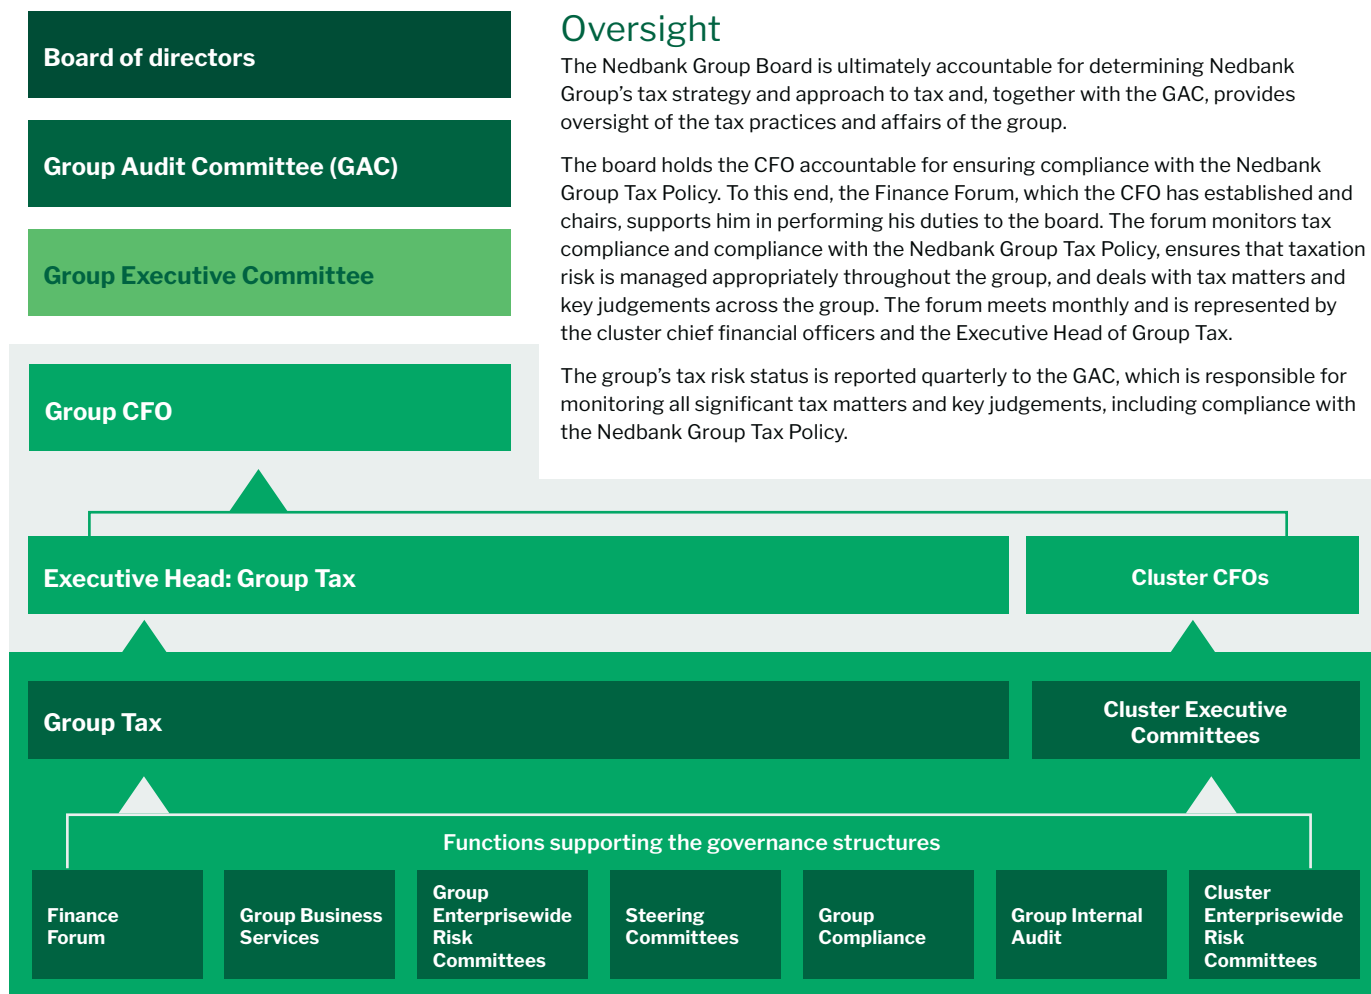 Board of directors
Group Audit Committee (GAC)
Group Executive Committee
Group CFO
Oversight
The Nedbank Group Board is ultimately accountable for determining Nedbank
Group’s tax strategy and approach to tax and, together with the GAC, provides
oversight of the tax practices and affairs of the group.
The board holds the CFO accountable for ensuring compliance with the Nedbank
Group Tax Policy. To this end, the Finance Forum, which the CFO has established and
chairs, supports him in performing his duties to the board. The forum monitors tax
compliance and compliance with the Nedbank Group Tax Policy, ensures that taxation
risk is managed appropriately throughout the group, and deals with tax matters and
key judgements across the group. The forum meets monthly and is represented by
the cluster chief financial officers and the Executive Head of Group Tax.
The group’s tax risk status is reported quarterly to the GAC, which is responsible for
monitoring all significant tax matters and key judgements, including compliance with
the Nedbank Group Tax Policy.
Executive Head: Group Tax
Cluster CFOs
Group Tax
Cluster Executive
Committees
Functions supporting the governance structures
Finance
Forum
Group Business
Services
Group
Enterprisewide
Risk
Committees
Steering
Committees
Group
Compliance
Group Internal
Audit
Cluster
Enterprisewide
Risk
Committees